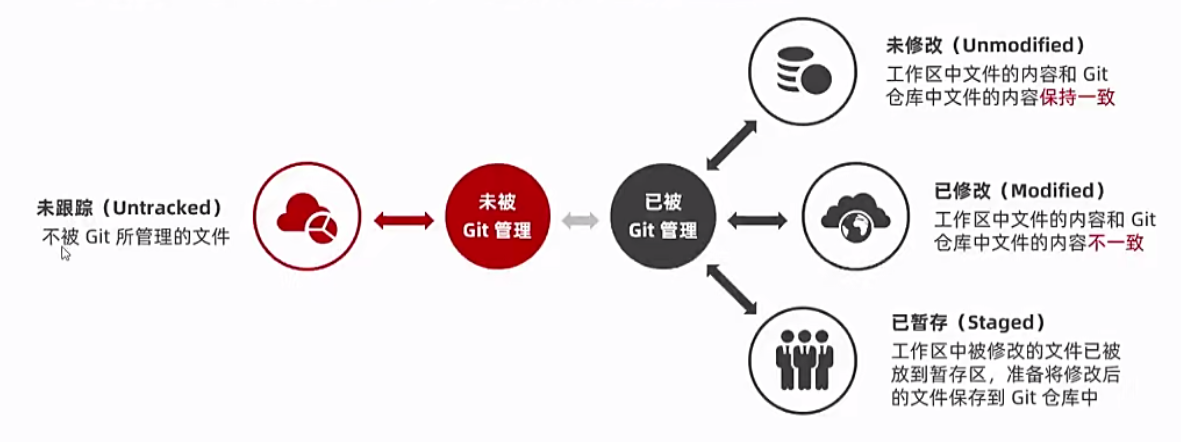 未跟踪（Untracked）
不被 Git 所管理的文件
未被
Git 管理
已被
Git 管理
未修改（Unmodified）
工作区中文件的内容和 Git
仓库中文件的内容保持一致
已修改（Modified）
工作区中文件的内容和 Git
仓库中文件的内容不一致
已暂存（Staged）
工作区中被修改的文件已被
放到暂存区，准备将修改后
的文件保存到 Git 仓库中